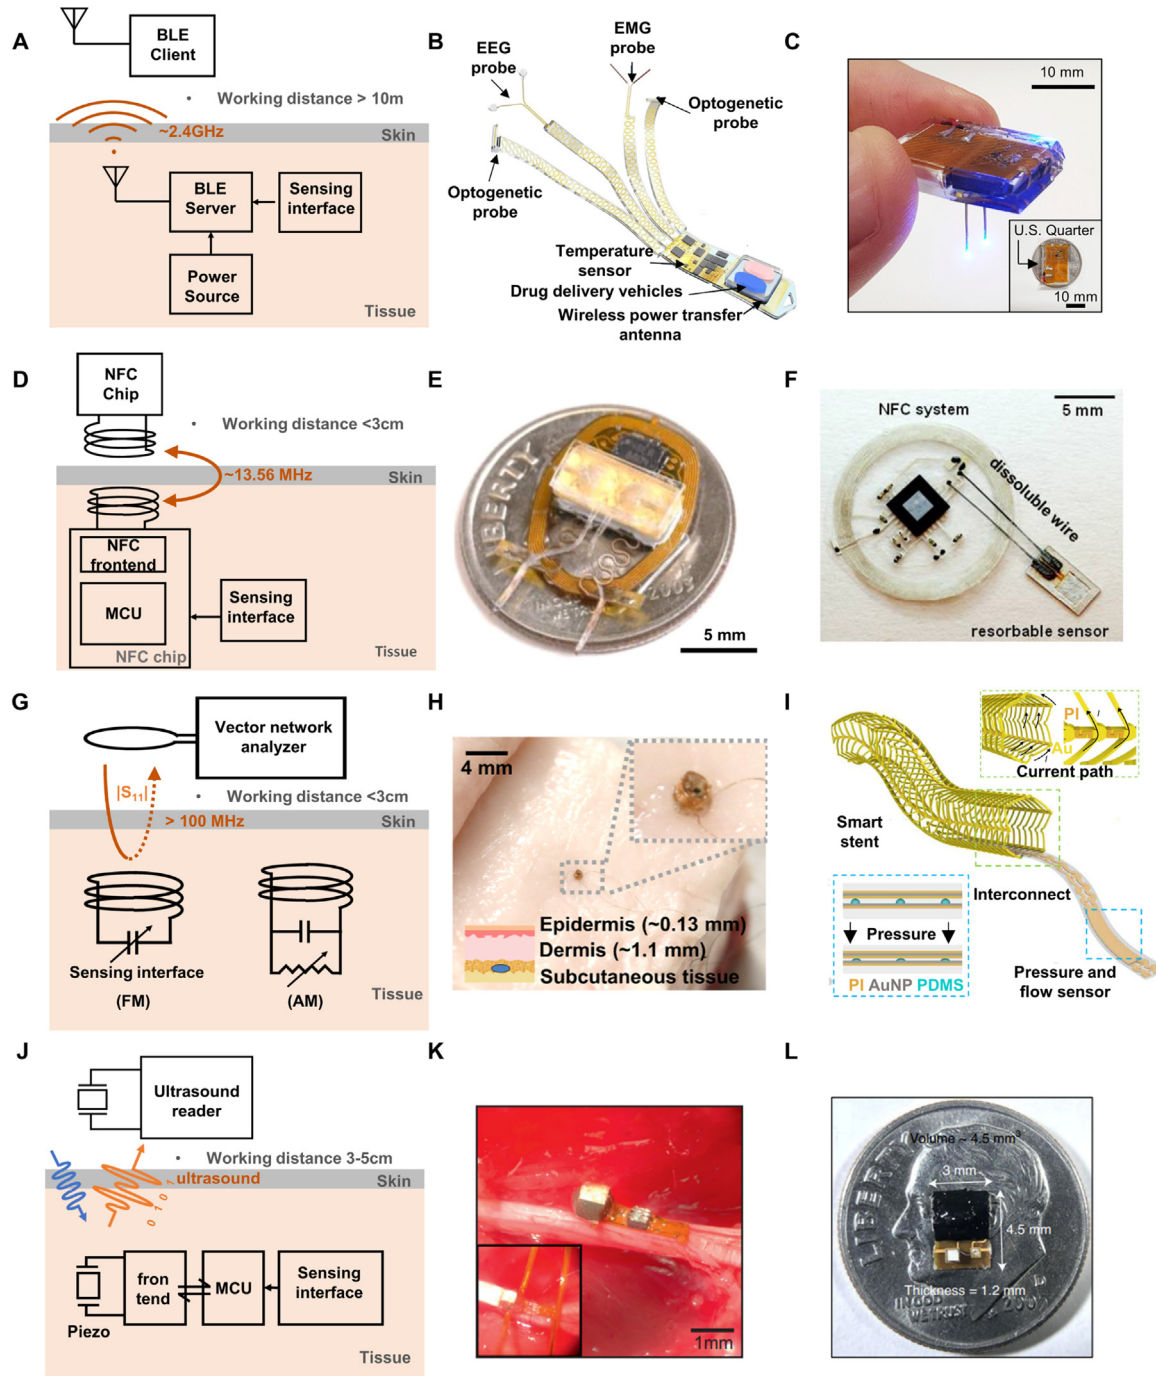 A
BLE
Client
• Working distance > 10m
~2.4GHz
Skin
BLE
Server
Sensing
interface
Power
Source
Tissue
B
EEG
probe
EMG
probe
Optogenetic
probe
Optogenetic
probe
Temperature
sensor
Drug delivery vehicles
Wireless power transfer
antenna
C
10 mm
U.S. Quarter
10 mm
D
NFC
Chip
• Working distance <3cm
~13.56 MHz
Skin
NFC
frontend
MCU
NFC chip
Sensing
interface
Tissue
E
5 mm
F
NFC system
5 mm
dissoluble wire
resorbable sensor
G
Vector network
analyzer
|S11|
• Working distance <3cm
> 100 MHz
Skin
Sensing interface
(FM)
(AM)
Tissue
H
4 mm
Epidermis (~0.13 mm)
Dermis (~1.1 mm)
Subcutaneous tissue
I
PI
Au
I
Current path
Smart
stent
Interconnect
Pressure
PI AuNP PDMS
Pressure and
flow sensor
J
Ultrasound
reader
• Working distance 3-5cm
ultrasound
Skin
0 1 0 1
Piezo
fron
tend
MCU
Sensing
interface
Tissue
K
1mm
L
Volume ~ 4.5 mm³
3 mm
4.5 mm
Thickness = 1.2 mm
LIBERTY